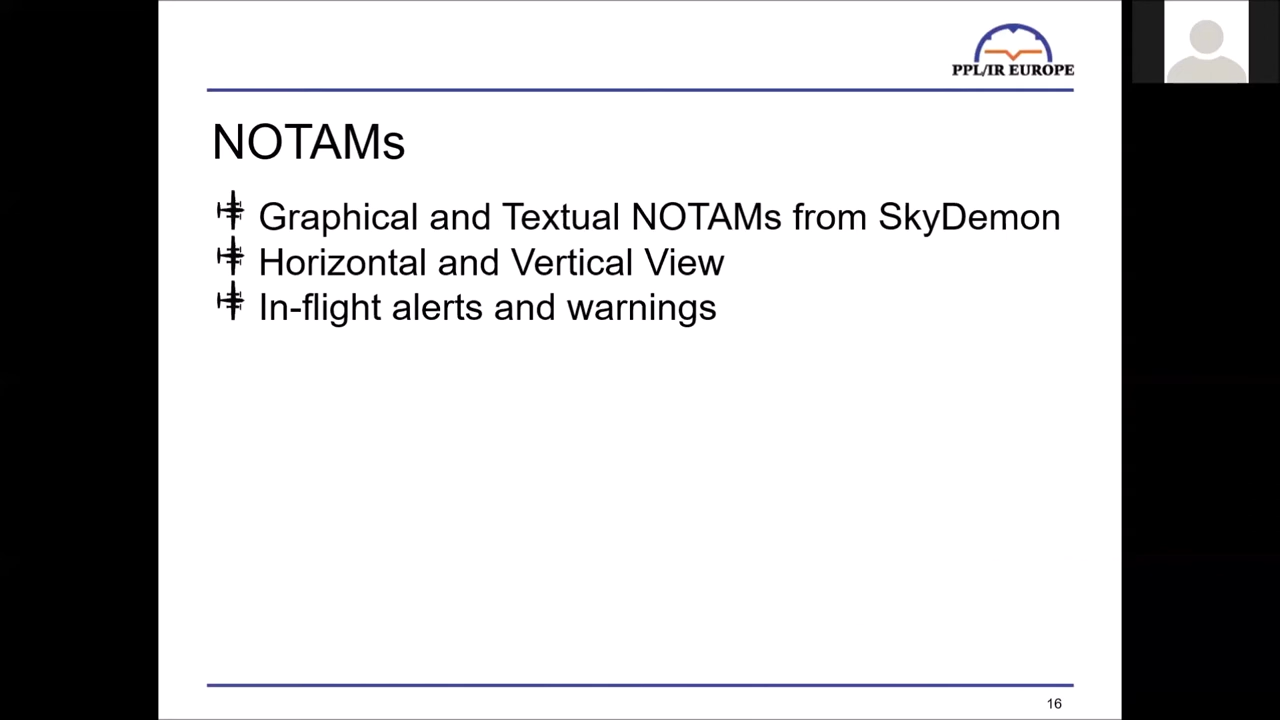 PPL/IR EUROPE
NOTAMs
Graphical and Textual NOTAMs from SkyDemon
Horizontal and Vertical View
In-flight alerts and warnings
16